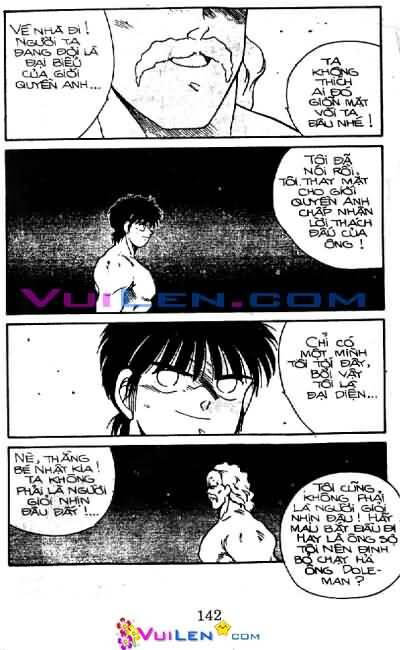 VỀ NHÀ ĐI !
NGƯỜI TA
ĐANG ĐỢI LÀ
ĐẠI BIỂU
CỦA GIỚI
QUYỀN ANH...
TA
KHÔNG
THÍCH
AI ĐÓ
GIỠN MẶT
VỚI TA
ĐÂU NHÉ !
TÔI ĐÃ
NÓI RỒI,
TÔI THAY MẶT
CHO GIỚI
QUYỀN ANH
CHẤP NHẬN
LỜI THÁCH
ĐẤU CỦA
ÔNG !
VUILEN.COM
CHỈ CÓ
MỘT MÌNH
TÔI TỚI ĐÂY,
BỞI VẬY
TÔI LÀ
ĐẠI DIỆN...
NÈ, THẰNG
BÉ NHẬT KIA !
TA KHÔNG
PHẢI LÀ NGƯỜI
GIỎI NHỊN
ĐÂU ĐẤY !...
TÔI CŨNG
KHÔNG PHẢI
LÀ NGƯỜI GIỎI
NHỊN ĐÂU ! HÃY
MAU BẮT ĐẦU ĐI
HAY LÀ ÔNG SỢ
TÔI NÊN ĐỊNH
BỎ CHẠY HẢ
ÔNG DOLE-
MAN ?
142
VUILEN.COM